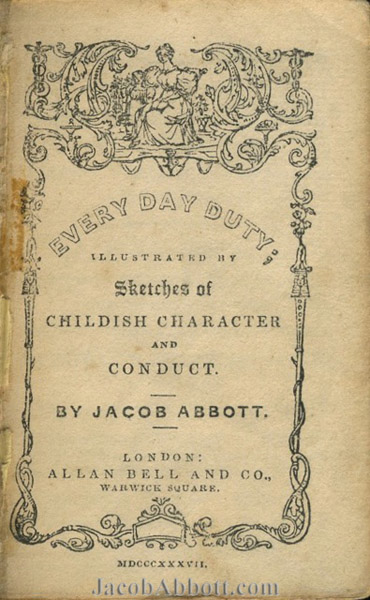 EVERY DAY DUTY;
ILLUSTRATED BY
Sketches of
CHILDISH CHARACTER
AND
CONDUCT.
BY JACOB ABBOTT.
LONDON:
ALLAN BELL AND CO.,
WARWICK SQUARE.
MDCCCXXXVII.
JacobAbbott.com